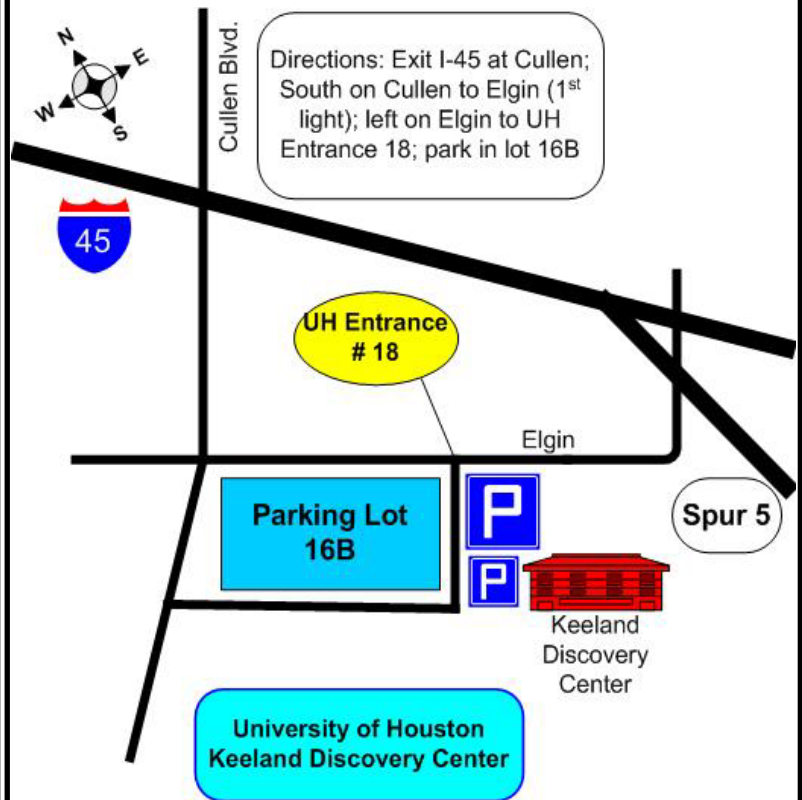 N
E
W
S
Cullen Blvd.
Directions: Exit I-45 at Cullen;
South on Cullen to Elgin (1st
light); left on Elgin to UH
Entrance 18; park in lot 16B
45
UH Entrance
# 18
Elgin
Parking Lot
16B
P
P
Spur 5
Keeland
Discovery
Center
University of Houston
Keeland Discovery Center